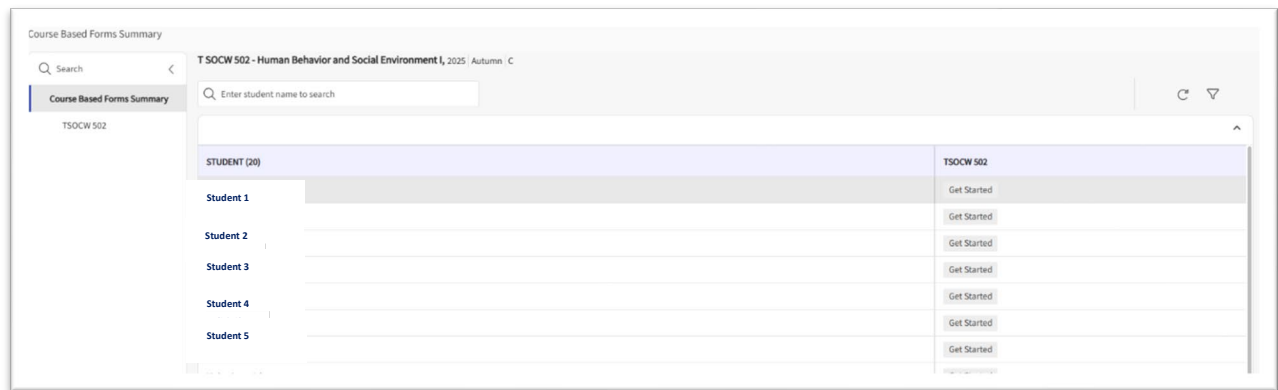 Course Based Forms Summary
Search
T SOCW 502 - Human Behavior and Social Environment I, 2025 Autumn C
Course Based Forms Summary
Enter student name to search
TSOCW 502
STUDENT (20) TSOCW 502
Student 1 Get Started
Get Started
Student 2 Get Started
Student 3 Get Started
Student 4 Get Started
Get Started
Student 5 Get Started